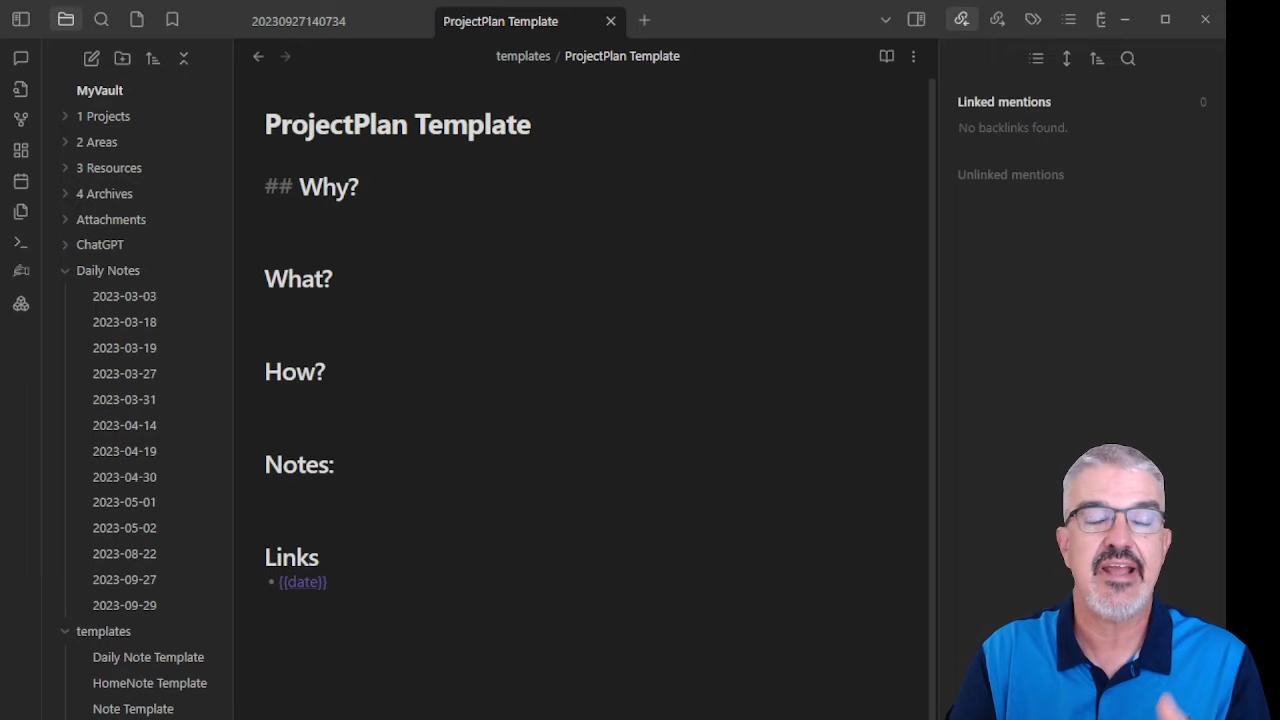 20230927140734
ProjectPlan Template
templates / ProjectPlan Template
MyVault
1 Projects
2 Areas
3 Resources
4 Archives
Attachments
ChatGPT
Daily Notes
2023-03-03
2023-03-18
2023-03-19
2023-03-27
2023-03-31
2023-04-14
2023-04-19
2023-04-30
2023-05-01
2023-05-02
2023-08-22
2023-09-27
2023-09-29
templates
Daily Note Template
HomeNote Template
Note Template
ProjectPlan Template
## Why?
What?
How?
Notes:
Links
{{date}}
Linked mentions 0
No backlinks found.
Unlinked mentions